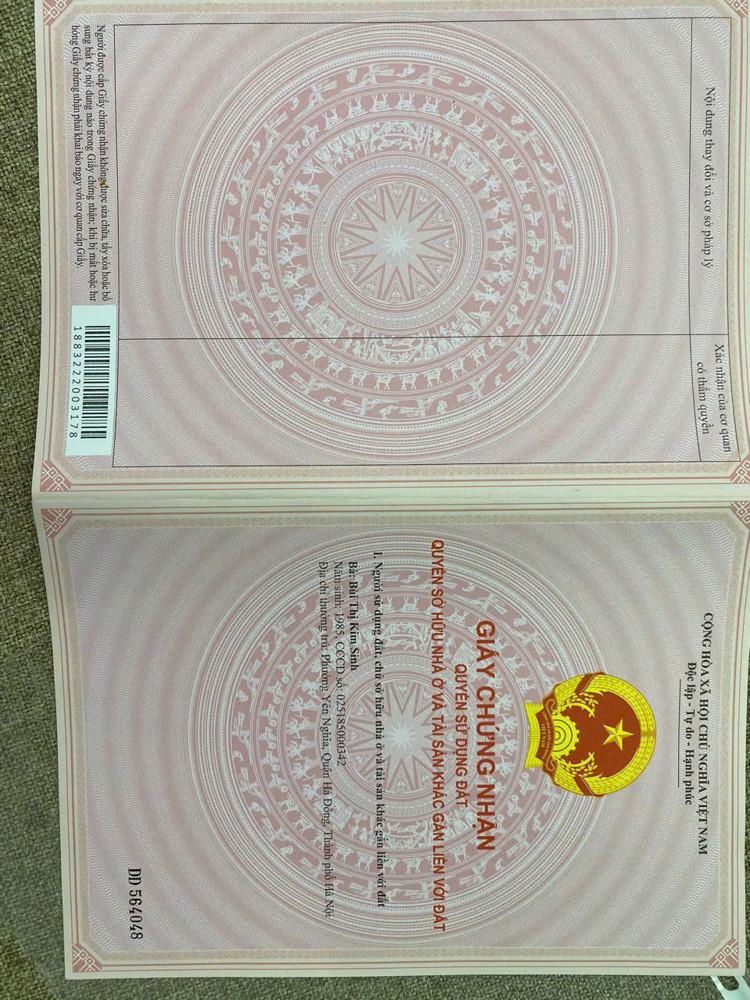 Nội dung thay đổi và cơ sở pháp lý
Xác nhận của cơ quan
có thẩm quyền
Người được cấp Giấy chứng nhận không được sửa chữa, tẩy xóa hoặc bổ
sung bất kỳ nội dung nào trong Giấy chứng nhận; khi bị mất hoặc hư
hỏng Giấy chứng nhận phải khai báo ngay với cơ quan cấp Giấy.
1883222003178
CỘNG HÒA XÃ HỘI CHỦ NGHĨA VIỆT NAM
Độc lập - Tự do - Hạnh phúc
GIẤY CHỨNG NHẬN
QUYỀN SỬ DỤNG ĐẤT
QUYỀN SỞ HỮU NHÀ Ở VÀ TÀI SẢN KHÁC GẮN LIỀN VỚI ĐẤT
I. Người sử dụng đất, chủ sở hữu nhà ở và tài sản khác gắn liền với đất
Bà: Bùi Thị Kim Sinh
Năm sinh: 1985, CCCD số: 025185000342
Địa chỉ thường trú: Phường Yên Nghĩa, Quận Hà Đông, Thành phố Hà Nội.
DD 564048